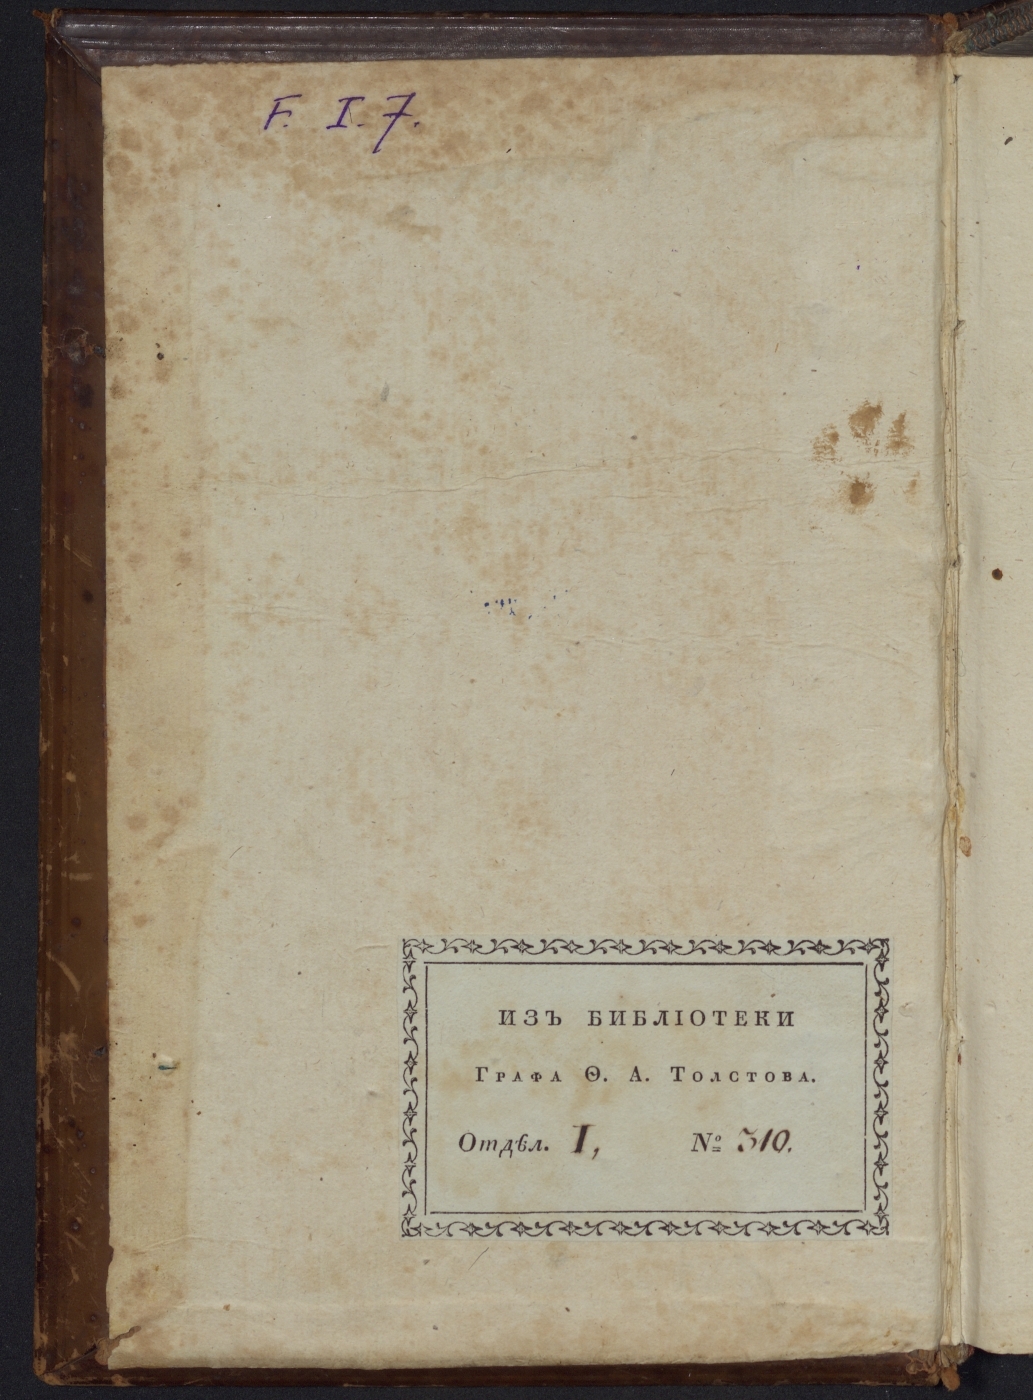 F. I. 7.
ИЗЪ БИБЛІОТЕКИ
Графа Ѳ. А. Толстова.
Отдѣл. I, № 310.